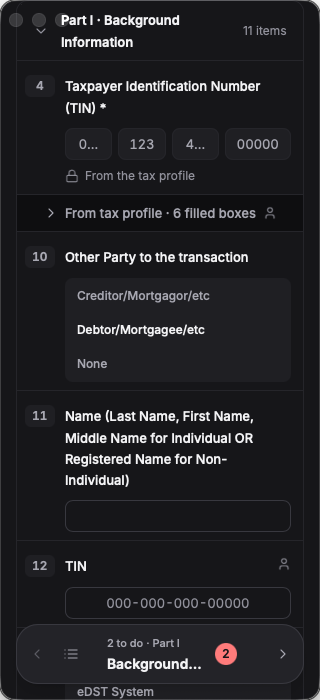 Part I · Background
Information
11 items
4
Taxpayer Identification Number
(TIN) *
0...
123
4...
00000
From the tax profile
From tax profile · 6 filled boxes
10
Other Party to the transaction
Creditor/Mortgagor/etc
Debtor/Mortgagee/etc
None
11
Name (Last Name, First Name,
Middle Name for Individual OR
Registered Name for Non-
Individual)
12
TIN
000-000-000-00000
2 to do · Part I
Background...
2
eDST System